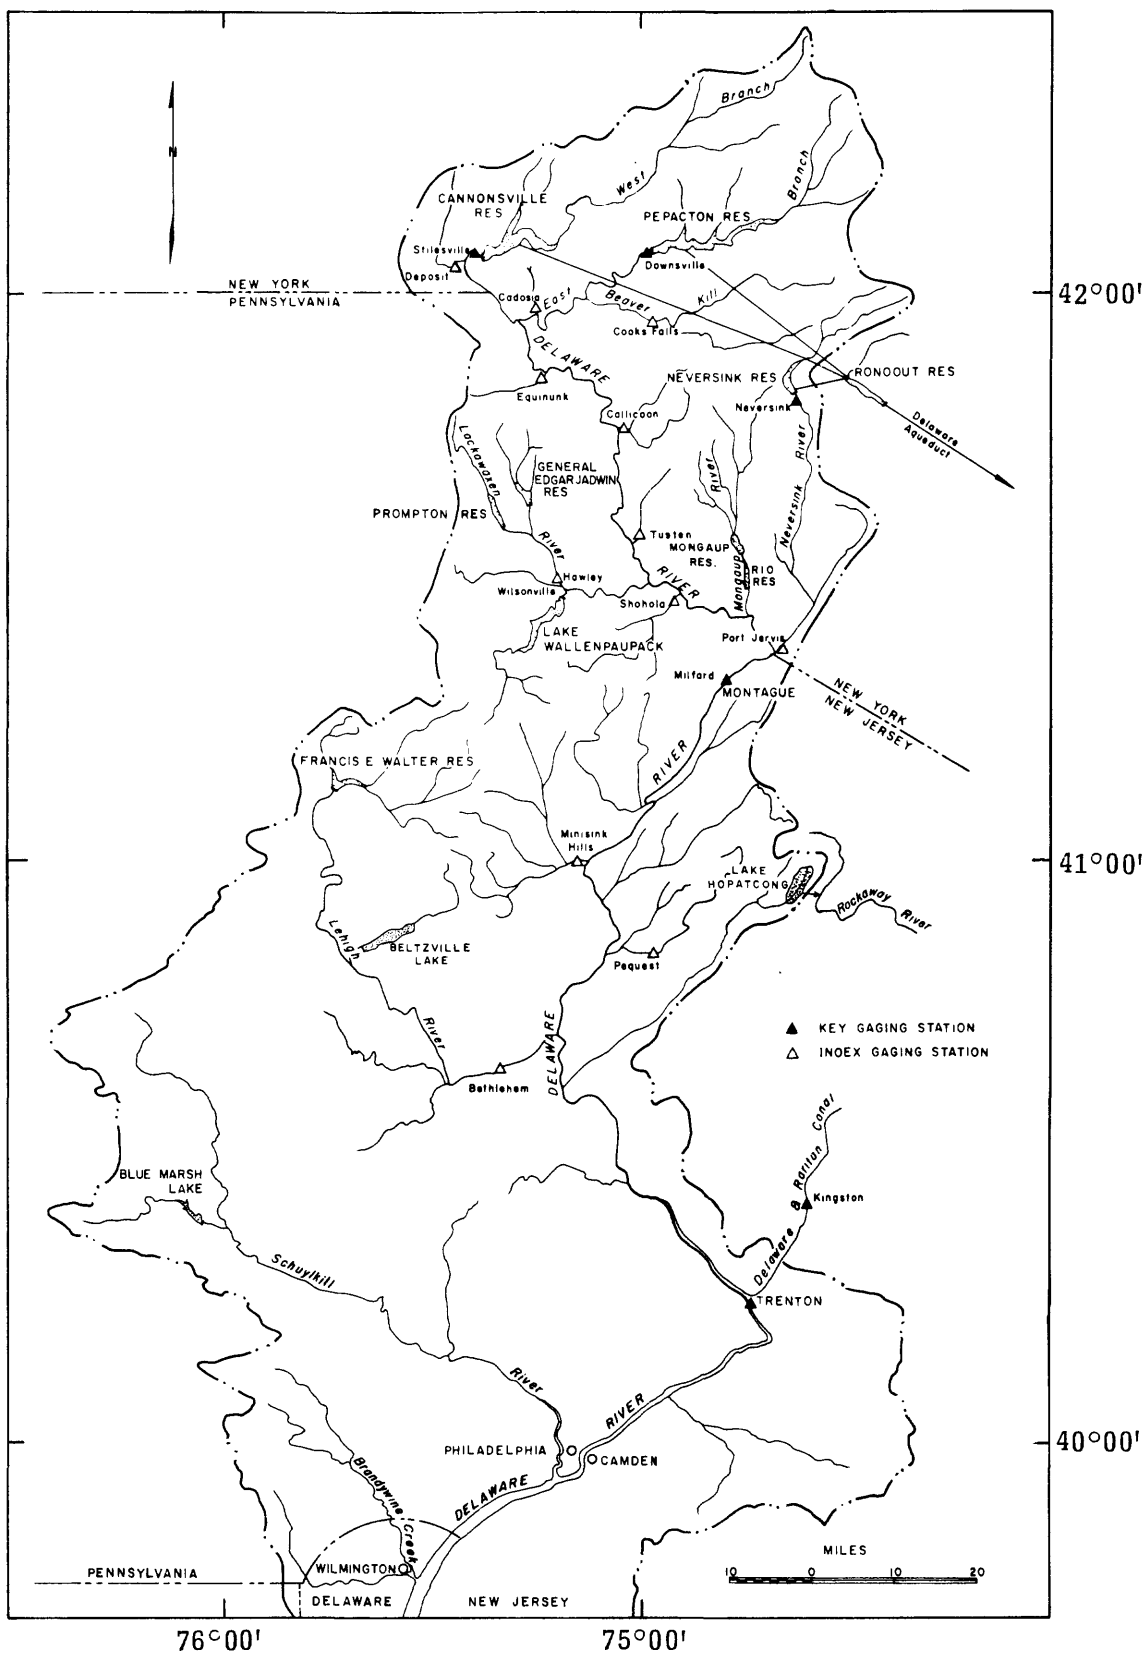 Branch
N
West
Branch
CANNONSVILLE
RES
PEPACTON RES
Stilesville
Deposit
Downsville
NEW YORK
PENNSYLVANIA
42°00'
Cadosia
East
Beaver
Kill
Cooks Falls
DELAWARE
NEVERSINK RES
RONDOUT RES
Equinunk
Neversink
Callicoon
Delaware
Aqueduct
Lackawaxen
GENERAL
EDGARJADWIN
RES
River
Neversink River
PROMPTON RES
River
Tusten
MONGAUP
RES.
RIO
RES
Mongaup
Hawley
Wilsonville
RIVER
Shohola
LAKE
WALLENPAUPACK
Port Jervis
Milford
MONTAGUE
NEW YORK
NEW JERSEY
RIVER
FRANCIS E WALTER RES
Minisink
Hills
41°00'
LAKE
HOPATCONG
Rockaway River
Lehigh
BELTZVILLE
LAKE
Pequest
River
DELAWARE
KEY GAGING STATION
INDEX GAGING STATION
Bethlehem
Delaware & Raritan Canal
BLUE MARSH
LAKE
Kingston
Schuylkill
TRENTON
River
RIVER
PHILADELPHIA
CAMDEN
40°00'
Brandywine Creek
DELAWARE
MILES
10 0 10 20
PENNSYLVANIA
WILMINGTON
DELAWARE
NEW JERSEY
76°00'
75°00'